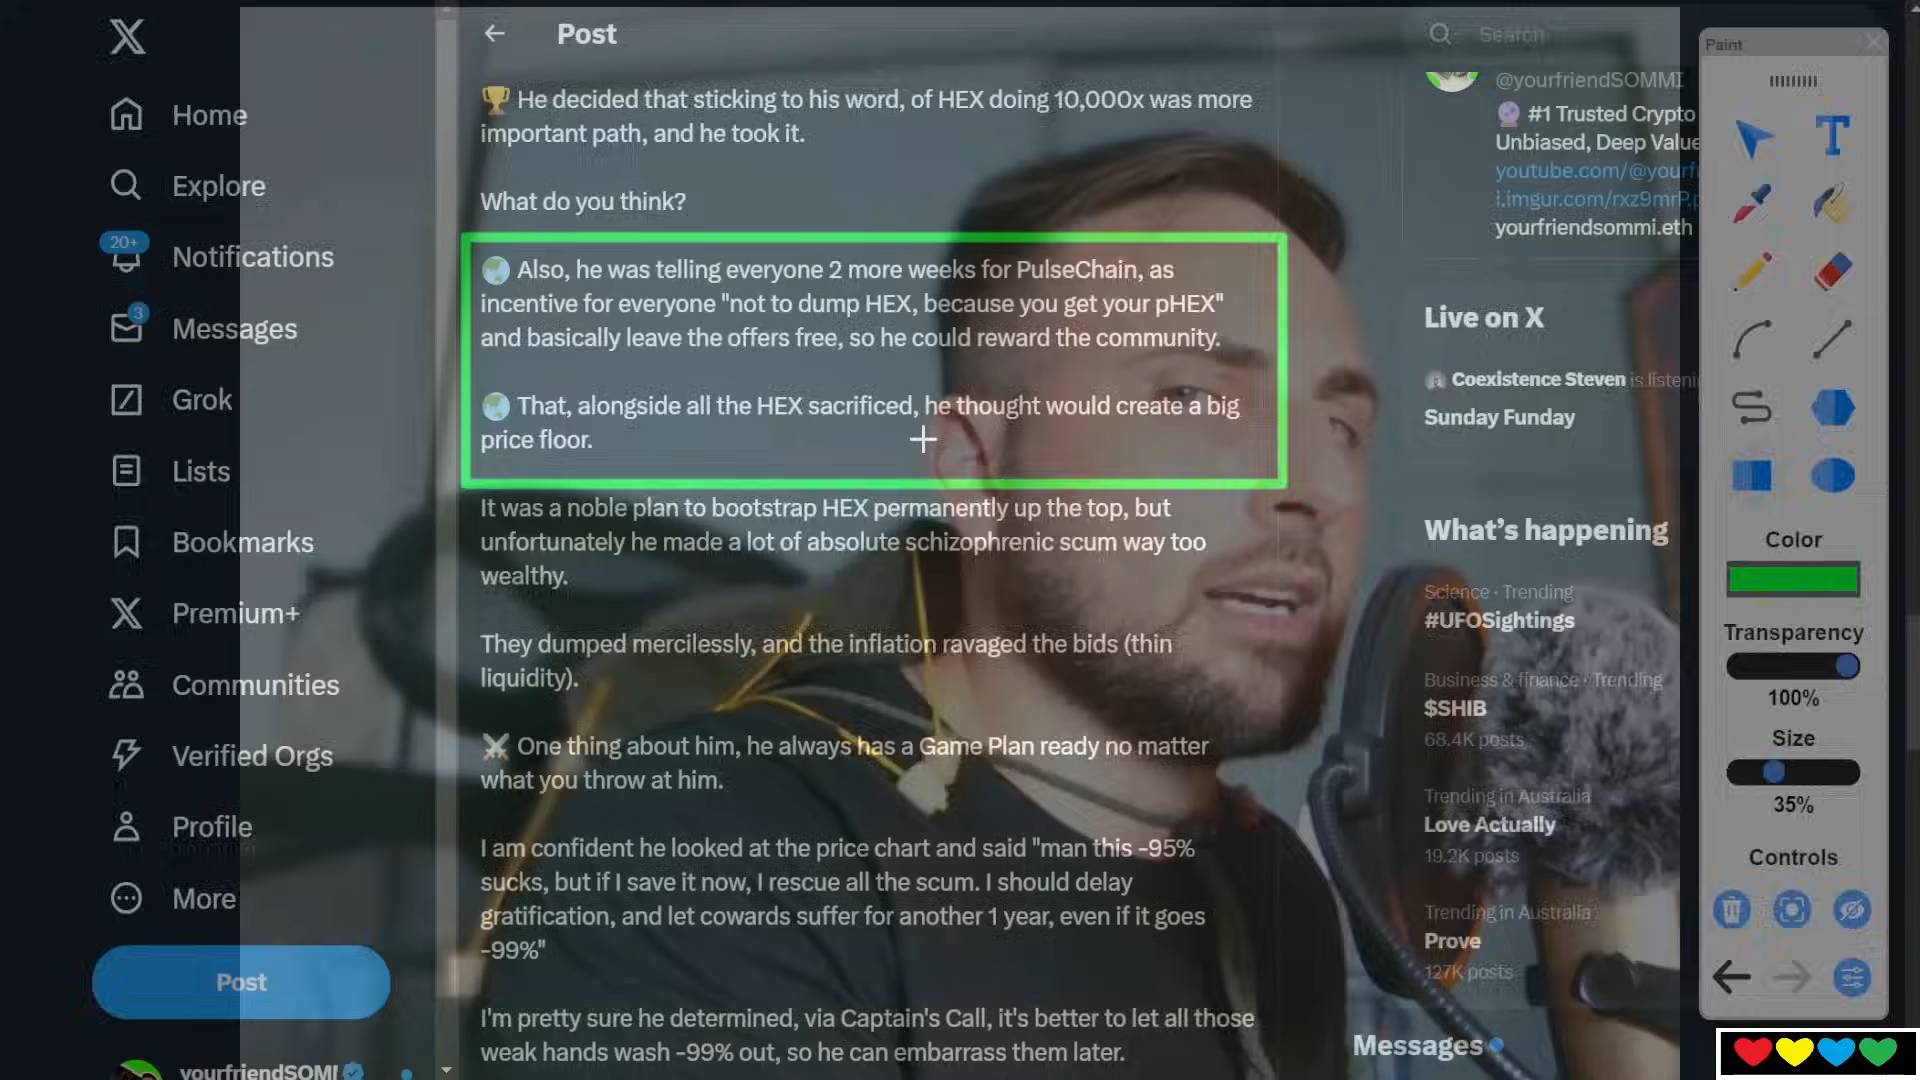 Home
Explore
20+
Notifications
3
Messages
Grok
Lists
Bookmarks
Premium+
Communities
Verified Orgs
Profile
More
Post
yourfriendSOMMI
Post
He decided that sticking to his word, of HEX doing 10,000x was more
important path, and he took it.
What do you think?
Also, he was telling everyone 2 more weeks for PulseChain, as
incentive for everyone "not to dump HEX, because you get your pHEX"
and basically leave the offers free, so he could reward the community.
That, alongside all the HEX sacrificed, he thought would create a big
price floor.
It was a noble plan to bootstrap HEX permanently up the top, but
unfortunately he made a lot of absolute schizophrenic scum way too
wealthy.
They dumped mercilessly, and the inflation ravaged the bids (thin
liquidity).
One thing about him, he always has a Game Plan ready no matter
what you throw at him.
I am confident he looked at the price chart and said "man this -95%
sucks, but if I save it now, I rescue all the scum. I should delay
gratification, and let cowards suffer for another 1 year, even if it goes
-99%"
I'm pretty sure he determined, via Captain's Call, it's better to let all those
weak hands wash -99% out, so he can embarrass them later.
Search
@yourfriendSOMMI
#1 Trusted Crypto
Unbiased, Deep Value
youtube.com/@yourf
i.imgur.com/rxz9mrP.p
yourfriendsommi.eth
Live on X
Coexistence Steven is listeni
Sunday Funday
What's happening
Science · Trending
#UFOSightings
Business & finance · Trending
$SHIB
68.4K posts
Trending in Australia
Love Actually
19.2K posts
Trending in Australia
Prove
127K posts
Messages
Paint
T
Color
Transparency
100%
Size
35%
Controls